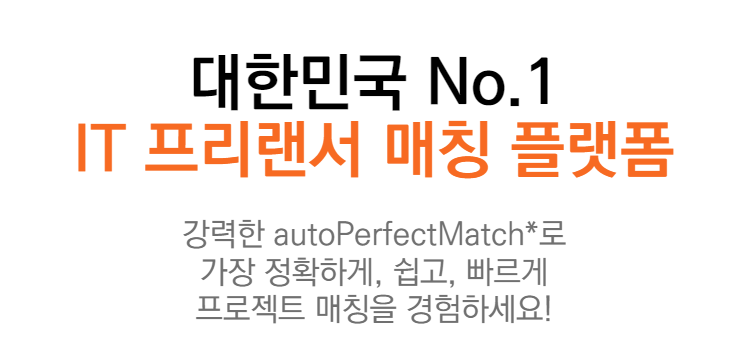 대한민국 No.1
IT 프리랜서 매칭 플랫폼
강력한 autoPerfectMatch*로
가장 정확하게, 쉽고, 빠르게
프로젝트 매칭을 경험하세요!